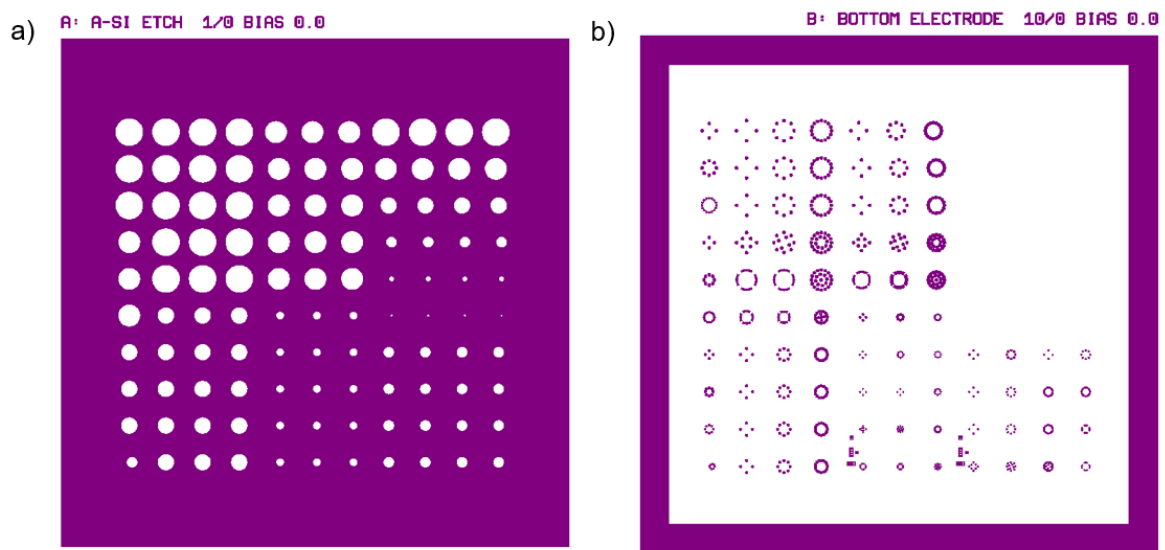 a) A: A-SI ETCH 1/0 BIAS 0.0
b) B: BOTTOM ELECTRODE 10/0 BIAS 0.0